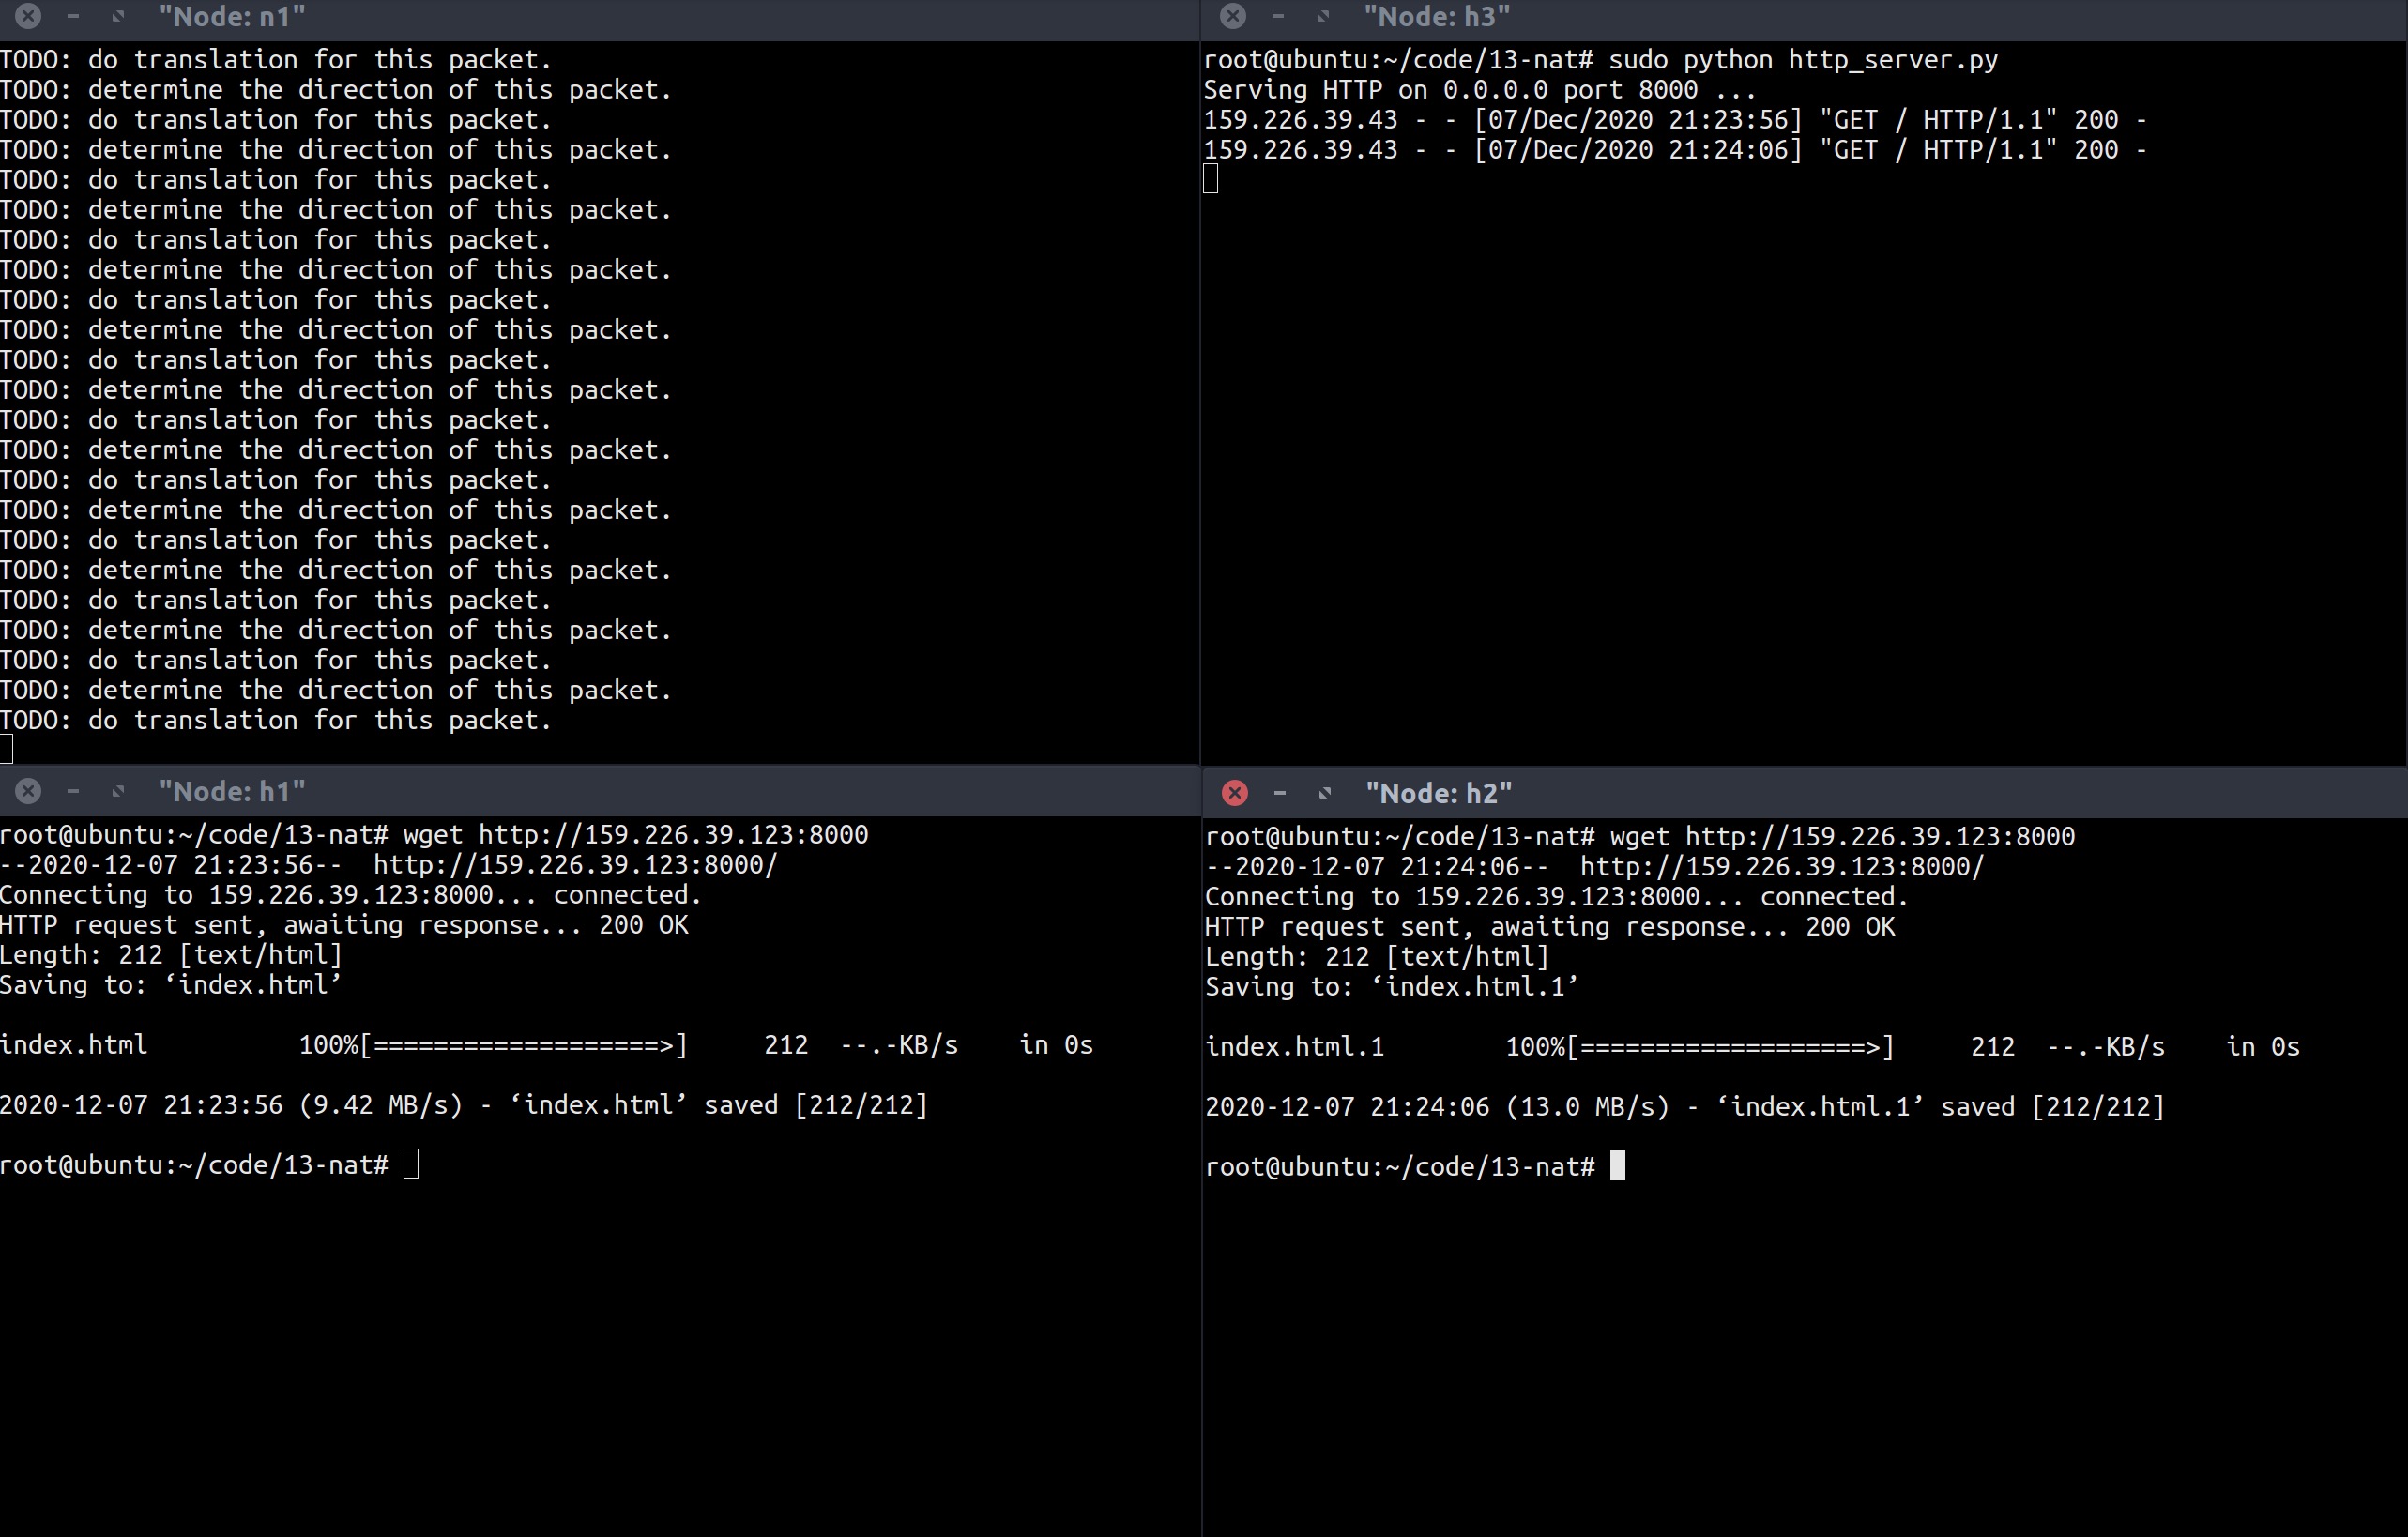 "Node: n1"
TODO: do translation for this packet.
TODO: determine the direction of this packet.
TODO: do translation for this packet.
TODO: determine the direction of this packet.
TODO: do translation for this packet.
TODO: determine the direction of this packet.
TODO: do translation for this packet.
TODO: determine the direction of this packet.
TODO: do translation for this packet.
TODO: determine the direction of this packet.
TODO: do translation for this packet.
TODO: determine the direction of this packet.
TODO: do translation for this packet.
TODO: determine the direction of this packet.
TODO: do translation for this packet.
TODO: determine the direction of this packet.
TODO: do translation for this packet.
TODO: determine the direction of this packet.
TODO: do translation for this packet.
TODO: determine the direction of this packet.
TODO: do translation for this packet.
TODO: determine the direction of this packet.
TODO: do translation for this packet.
"Node: h3"
root@ubuntu:~/code/13-nat# sudo python http_server.py
Serving HTTP on 0.0.0.0 port 8000 ...
159.226.39.43 - - [07/Dec/2020 21:23:56] "GET / HTTP/1.1" 200 -
159.226.39.43 - - [07/Dec/2020 21:24:06] "GET / HTTP/1.1" 200 -
"Node: h1"
root@ubuntu:~/code/13-nat# wget http://159.226.39.123:8000
--2020-12-07 21:23:56--  http://159.226.39.123:8000/
Connecting to 159.226.39.123:8000... connected.
HTTP request sent, awaiting response... 200 OK
Length: 212 [text/html]
Saving to: ‘index.html’
index.html          100%[===================>]     212  --.-KB/s    in 0s
2020-12-07 21:23:56 (9.42 MB/s) - ‘index.html’ saved [212/212]
root@ubuntu:~/code/13-nat#
"Node: h2"
root@ubuntu:~/code/13-nat# wget http://159.226.39.123:8000
--2020-12-07 21:24:06--  http://159.226.39.123:8000/
Connecting to 159.226.39.123:8000... connected.
HTTP request sent, awaiting response... 200 OK
Length: 212 [text/html]
Saving to: ‘index.html.1’
index.html.1        100%[===================>]     212  --.-KB/s    in 0s
2020-12-07 21:24:06 (13.0 MB/s) - ‘index.html.1’ saved [212/212]
root@ubuntu:~/code/13-nat#